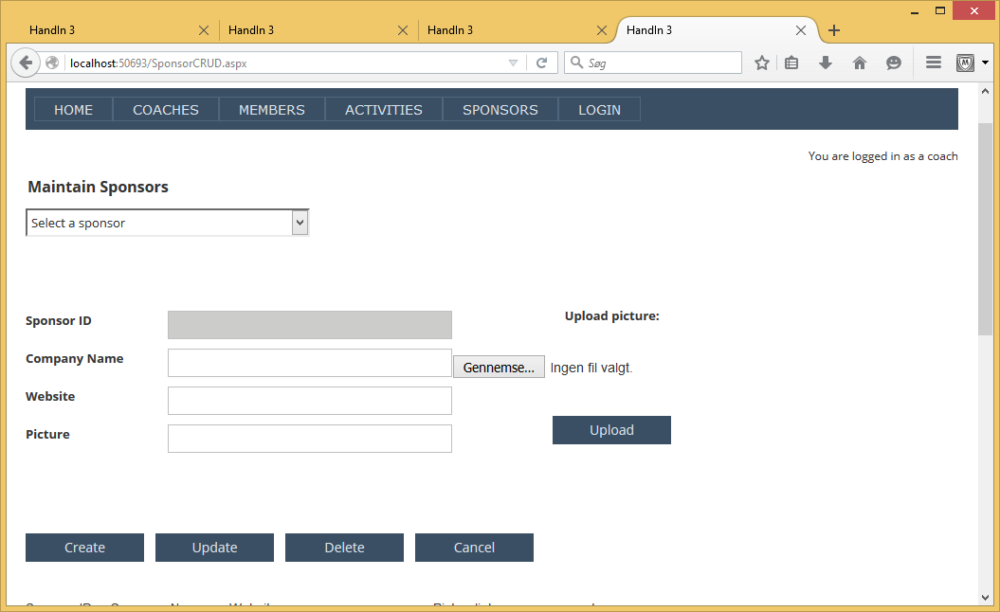 HandIn 3 HandIn 3 HandIn 3 HandIn 3
localhost:50693/SponsorCRUD.aspx Søg
HOME COACHES MEMBERS ACTIVITIES SPONSORS LOGIN
You are logged in as a coach
Maintain Sponsors
Select a sponsor
Sponsor ID Upload picture:
Company Name Gennemse... Ingen fil valgt.
Website
Upload
Picture
Create Update Delete Cancel